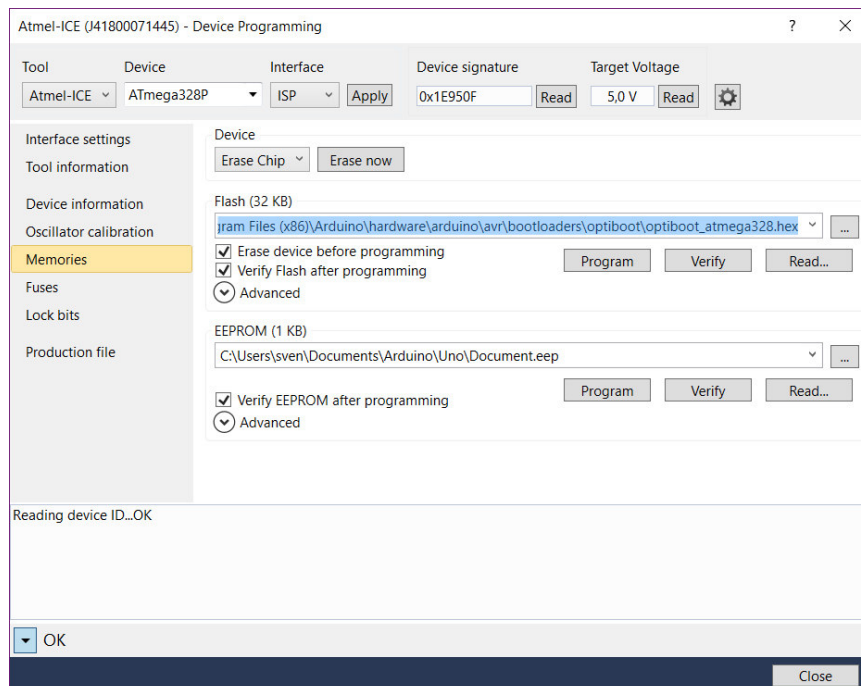 Atmel-ICE (J41800071445) - Device Programming ? ×
Tool Device Interface Device signature Target Voltage
Atmel-ICE ATmega328P ISP Apply 0x1E950F Read 5,0 V Read
Interface settings
Tool information
Device information
Oscillator calibration
Memories
Fuses
Lock bits
Production file
Device
Erase Chip Erase now
Flash (32 KB)
gram Files (x86)\Arduino\hardware\arduino\avr\bootloaders\optiboot\optiboot_atmega328.hex ...
Erase device before programming
Verify Flash after programming
Program Verify Read...
Advanced
EEPROM (1 KB)
C:\Users\sven\Documents\Arduino\Uno\Document.eep ...
Program Verify Read...
Verify EEPROM after programming
Advanced
Reading device ID...OK
OK
Close